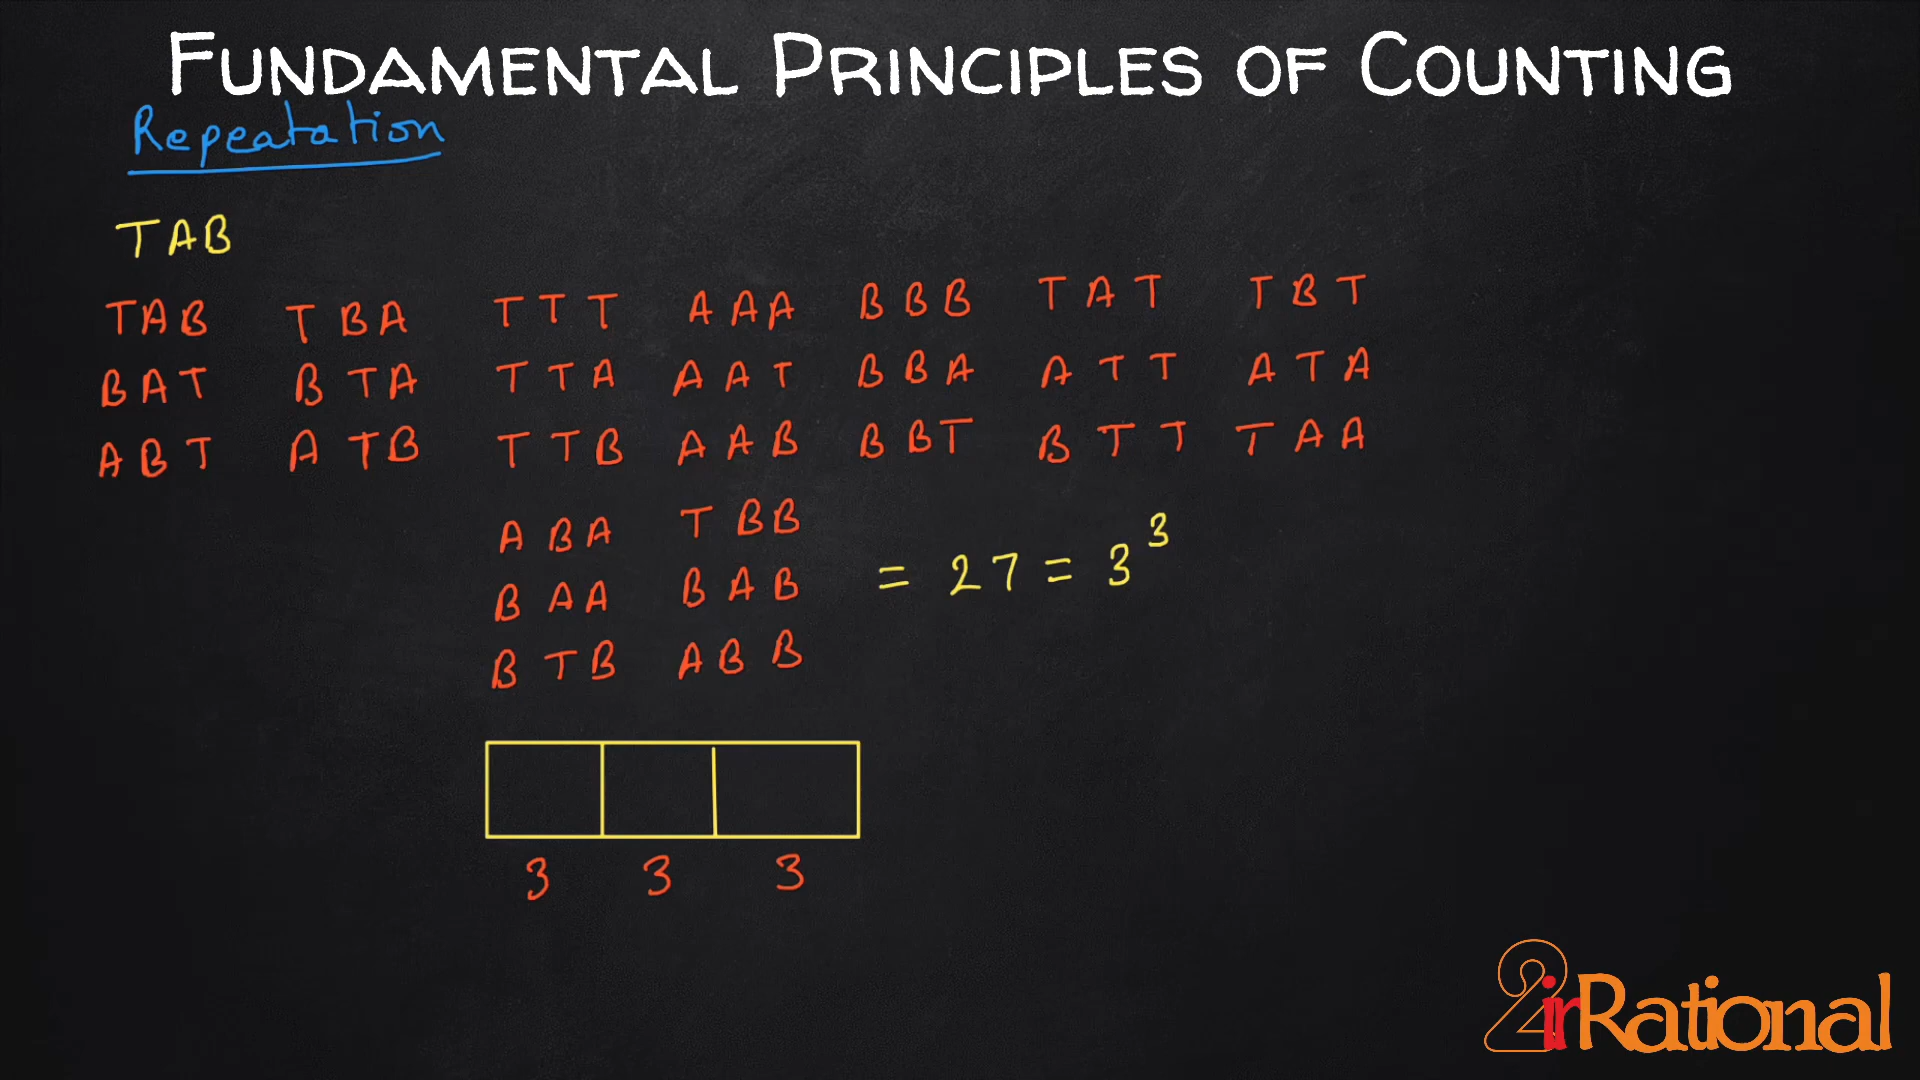 FUNDAMENTAL PRINCIPLES OF COUNTING
Repeatation
TAB
TAB TBA TTT AAA BBB TAT TBT
BAT BTA TTA AAT BBA ATT ATA
ABT ATB TTB AAB BBT BTT TAA
ABA TBB
BAA BAB
BTB ABB
= 27 = 3³
3 3 3
2irRational